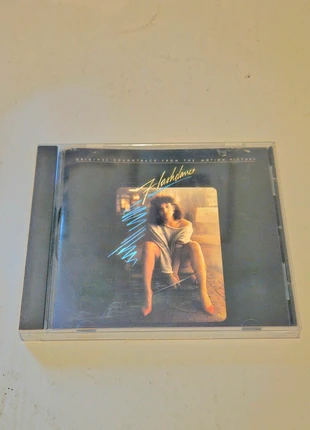 ORIGINAL SOUNDTRACK FROM THE MOTION PICTURE
Flashdance